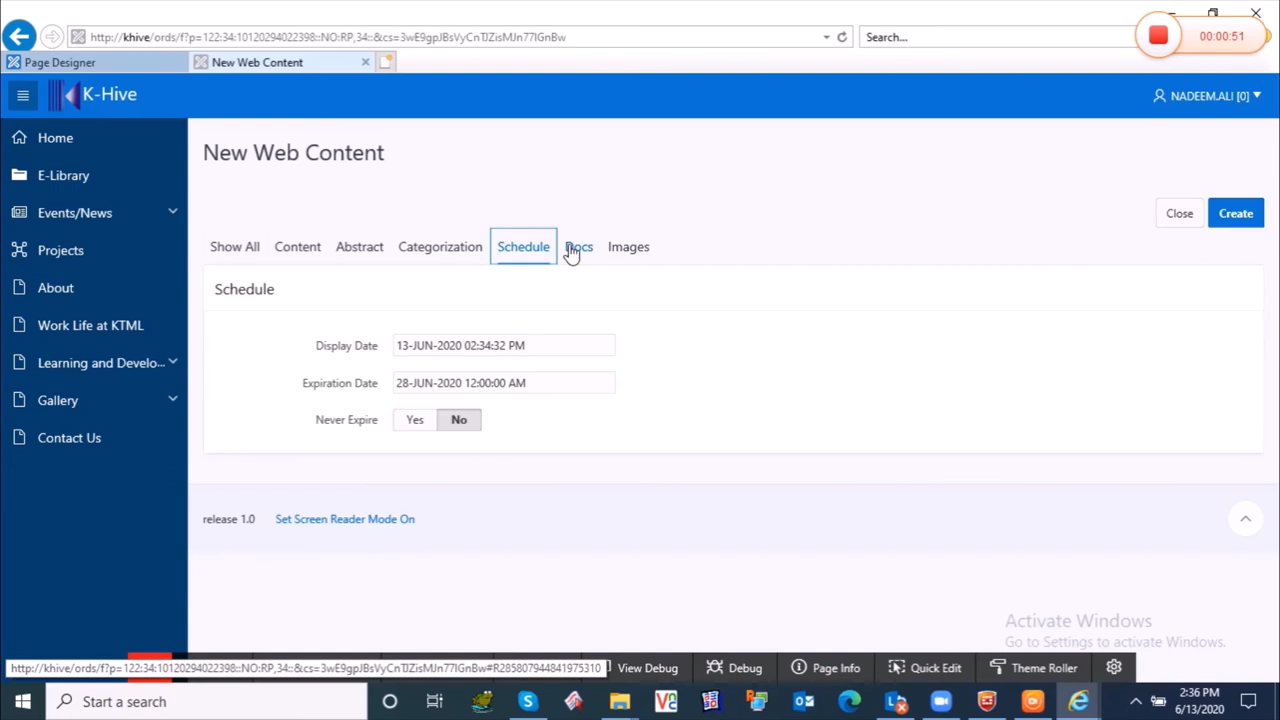 http://khive/ords/f?p=122:34:10120294022398::NO:RP,34::&cs=3wE9gpJBsVyCnTJZisMJn77IGnBw
Search...
00:00:51
Page Designer
New Web Content
K-Hive
NADEEM.ALI [0]
Home
E-Library
Events/News
Projects
About
Work Life at KTML
Learning and Develo...
Gallery
Contact Us
New Web Content
Close
Create
Show All
Content
Abstract
Categorization
Schedule
Docs
Images
Schedule
Display Date
13-JUN-2020 02:34:32 PM
Expiration Date
28-JUN-2020 12:00:00 AM
Never Expire
Yes
No
release 1.0
Set Screen Reader Mode On
Activate Windows
Go to Settings to activate Windows.
http://khive/ords/f?p=122:34:10120294022398::NO:RP,34::&cs=3wE9gpJBsVyCnTJZisMJn77IGnBw#R285807944841975310
View Debug
Debug
Page Info
Quick Edit
Theme Roller
Start a search
2:36 PM
6/13/2020